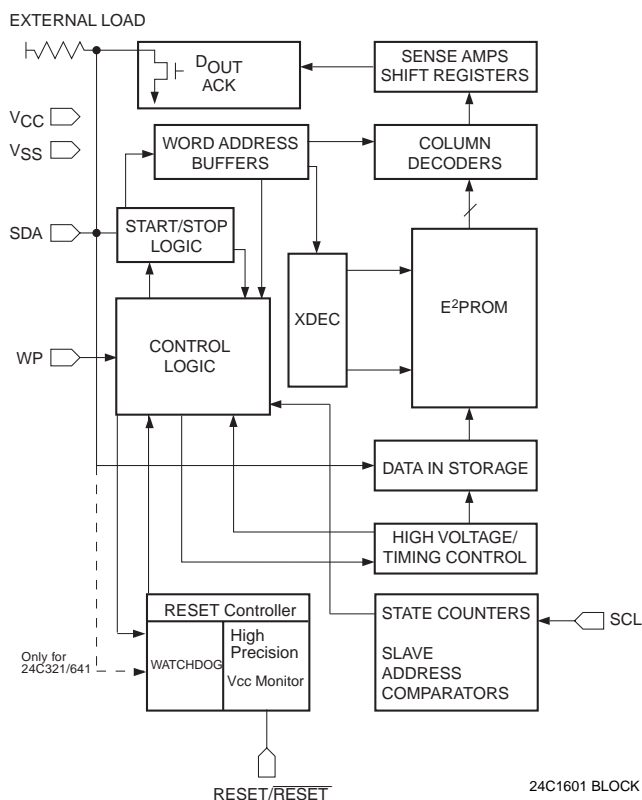 EXTERNAL LOAD
DOUT
ACK
SENSE AMPS
SHIFT REGISTERS
VCC
WORD ADDRESS
BUFFERS
COLUMN
DECODERS
VSS
SDA
START/STOP
LOGIC
XDEC
E²PROM
WP
CONTROL
LOGIC
DATA IN STORAGE
HIGH VOLTAGE/
TIMING CONTROL
RESET Controller
WATCHDOG
High
Precision
Vcc Monitor
STATE COUNTERS
SLAVE
ADDRESS
COMPARATORS
SCL
Only for
24C321/641
RESET/RESET
24C1601 BLOCK